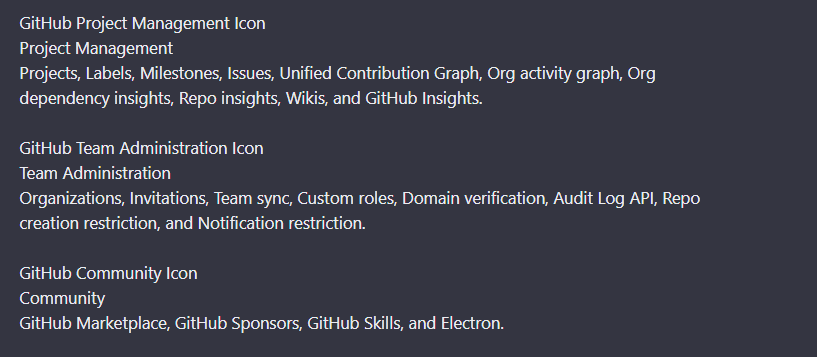 GitHub Project Management Icon
Project Management
Projects, Labels, Milestones, Issues, Unified Contribution Graph, Org activity graph, Org
dependency insights, Repo insights, Wikis, and GitHub Insights.
GitHub Team Administration Icon
Team Administration
Organizations, Invitations, Team sync, Custom roles, Domain verification, Audit Log API, Repo
creation restriction, and Notification restriction.
GitHub Community Icon
Community
GitHub Marketplace, GitHub Sponsors, GitHub Skills, and Electron.